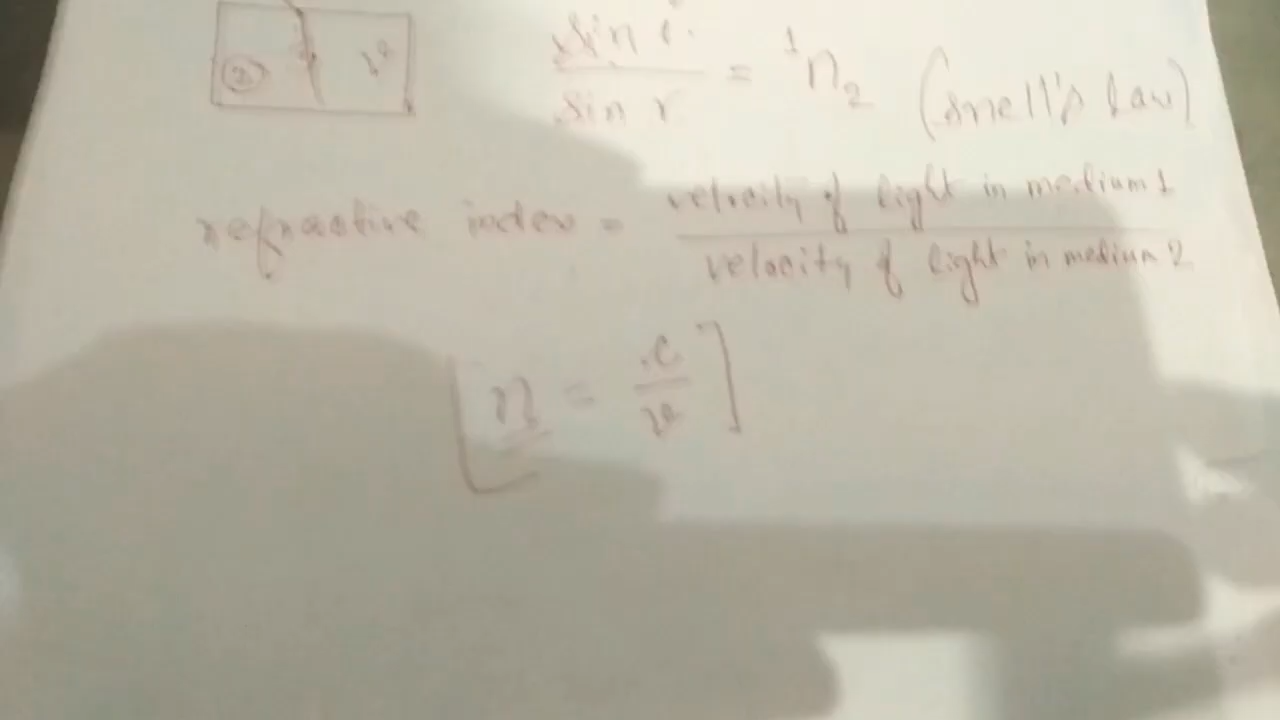 ② v
sin i
sin r
= ¹n₂ (snell's law)
refractive index = velocity of light in medium 1
velocity of light in medium 2
[n = c
v]